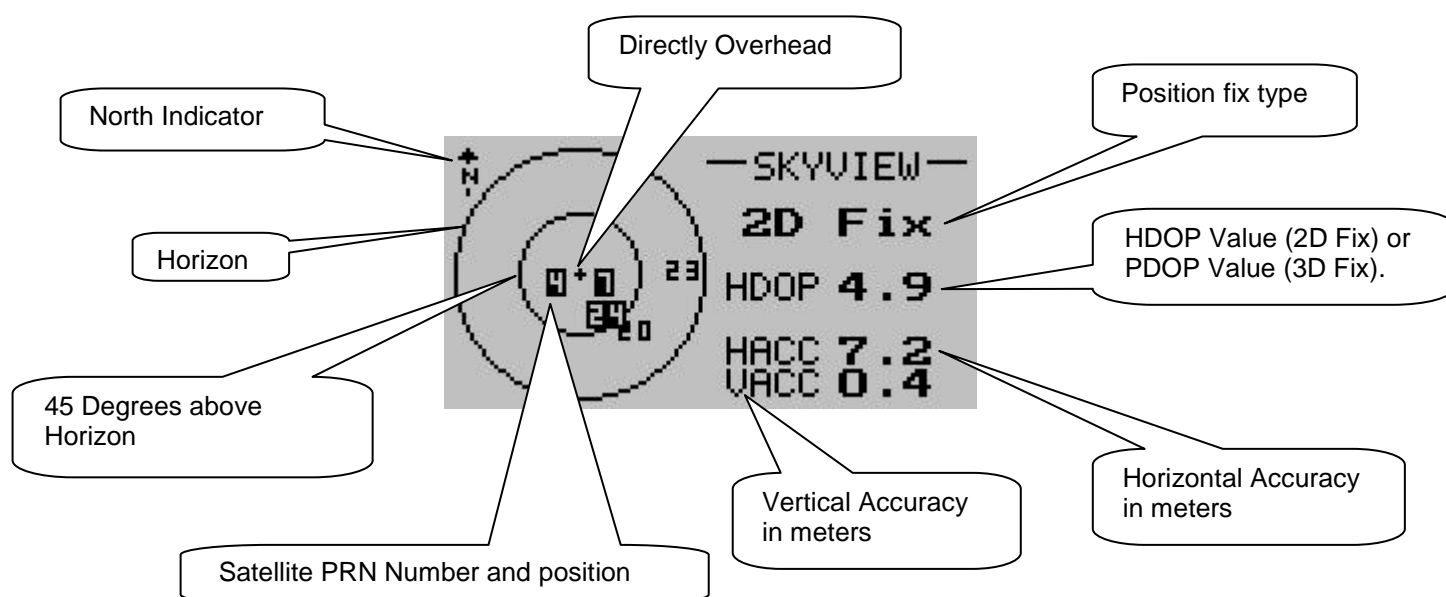 Directly Overhead
North Indicator
Position fix type
N
SKYVIEW
2D Fix
Horizon
HDOP Value (2D Fix) or
PDOP Value (3D Fix).
23
4
7
HDOP 4.9
24
20
HACC 7.2
VACC 0.4
45 Degrees above
Horizon
Vertical Accuracy
in meters
Horizontal Accuracy
in meters
Satellite PRN Number and position